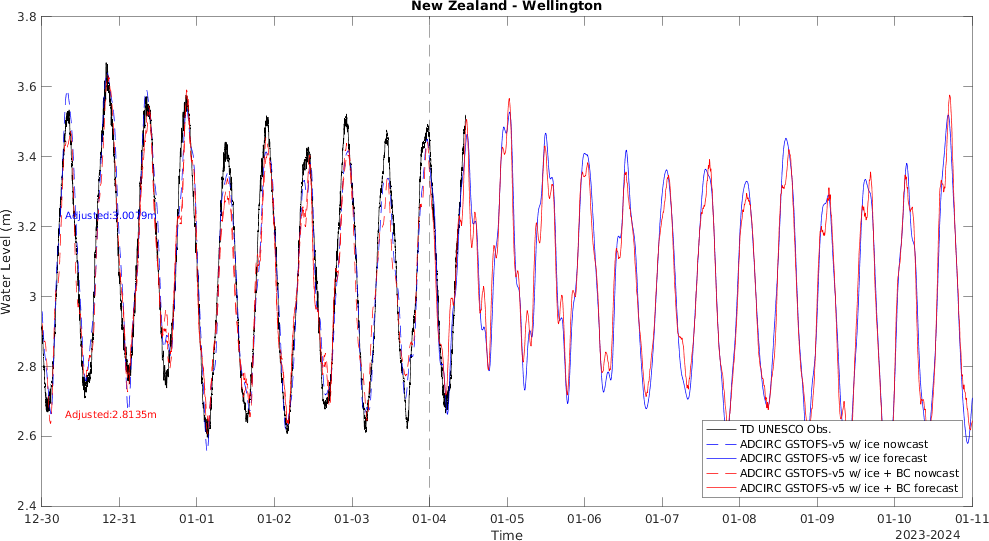 New Zealand - Wellington
Water Level (m)
3.8
3.6
3.4
3.2
3
2.8
2.6
2.4
Adjusted:3.0079m
Adjusted:2.8135m
TD UNESCO Obs.
ADCIRC GSTOFS-v5 w/ ice nowcast
ADCIRC GSTOFS-v5 w/ ice forecast
ADCIRC GSTOFS-v5 w/ ice + BC nowcast
ADCIRC GSTOFS-v5 w/ ice + BC forecast
12-30 12-31 01-01 01-02 01-03 01-04 01-05 01-06 01-07 01-08 01-09 01-10 01-11
Time
2023-2024